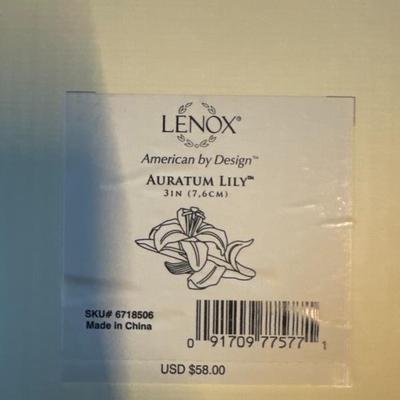 LENOX®
American by Design™
AURATUM LILY™
3IN (7,6CM)
SKU# 6718506
Made in China
0 91709 77577 1
USD $58.00